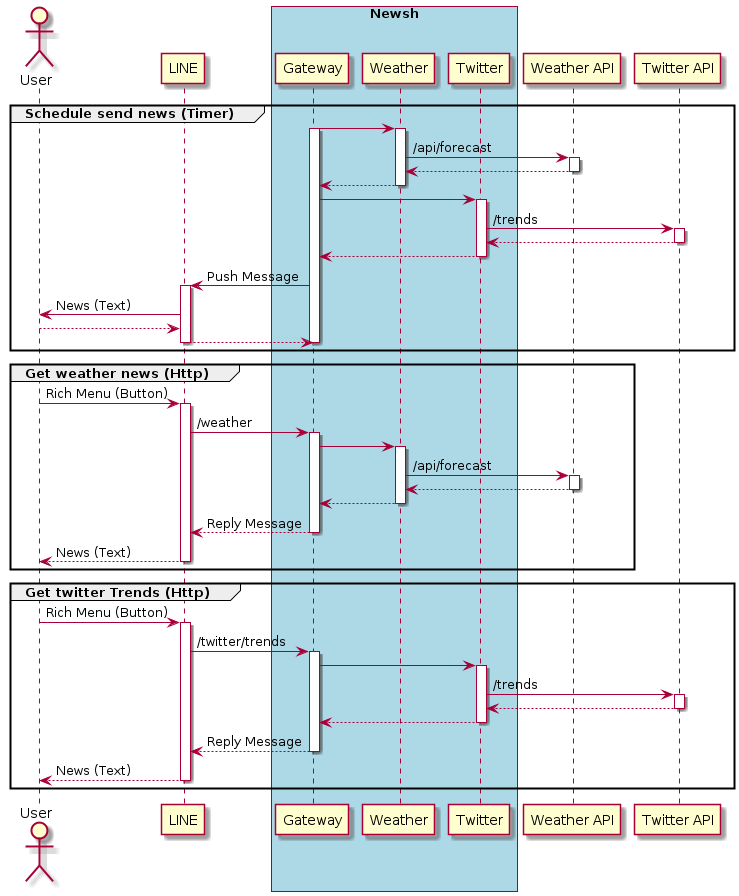 Newsh
User
LINE
Gateway
Weather
Twitter
Weather API
Twitter API
Schedule send news (Timer)
/api/forecast
/trends
Push Message
News (Text)
Get weather news (Http)
Rich Menu (Button)
/weather
/api/forecast
Reply Message
News (Text)
Get twitter Trends (Http)
Rich Menu (Button)
/twitter/trends
/trends
Reply Message
News (Text)
User
LINE
Gateway
Weather
Twitter
Weather API
Twitter API